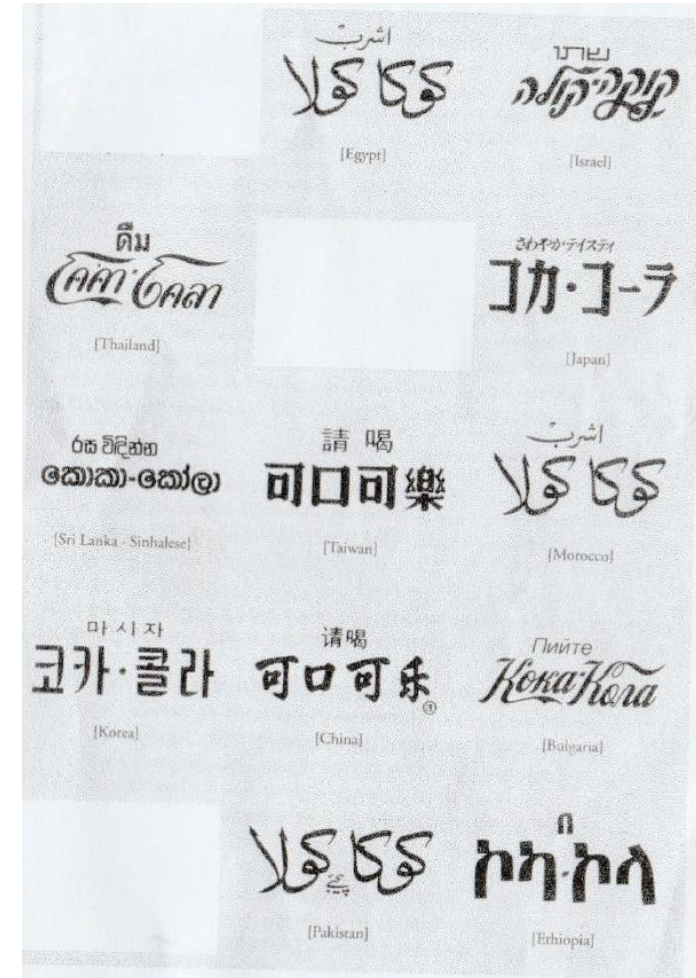 اشرب
كوكا كولا
[Egypt]
שתו
קוקה-קולה
[Israel]
ดื่ม
โคคา-โคลา
[Thailand]
さわやかテイスティ
コカ・コーラ
[Japan]
රස විඳින්න
කොකා-කෝලා
[Sri Lanka - Sinhalese]
請喝
可口可樂
[Taiwan]
اشرب
كوكا كولا
[Morocco]
마시자
코카·콜라
[Korea]
请喝
可口可乐
®
[China]
Пийте
Кока-Кола
[Bulgaria]
کوکا کولا
[Pakistan]
ኮካ-ኮላ
[Ethiopia]